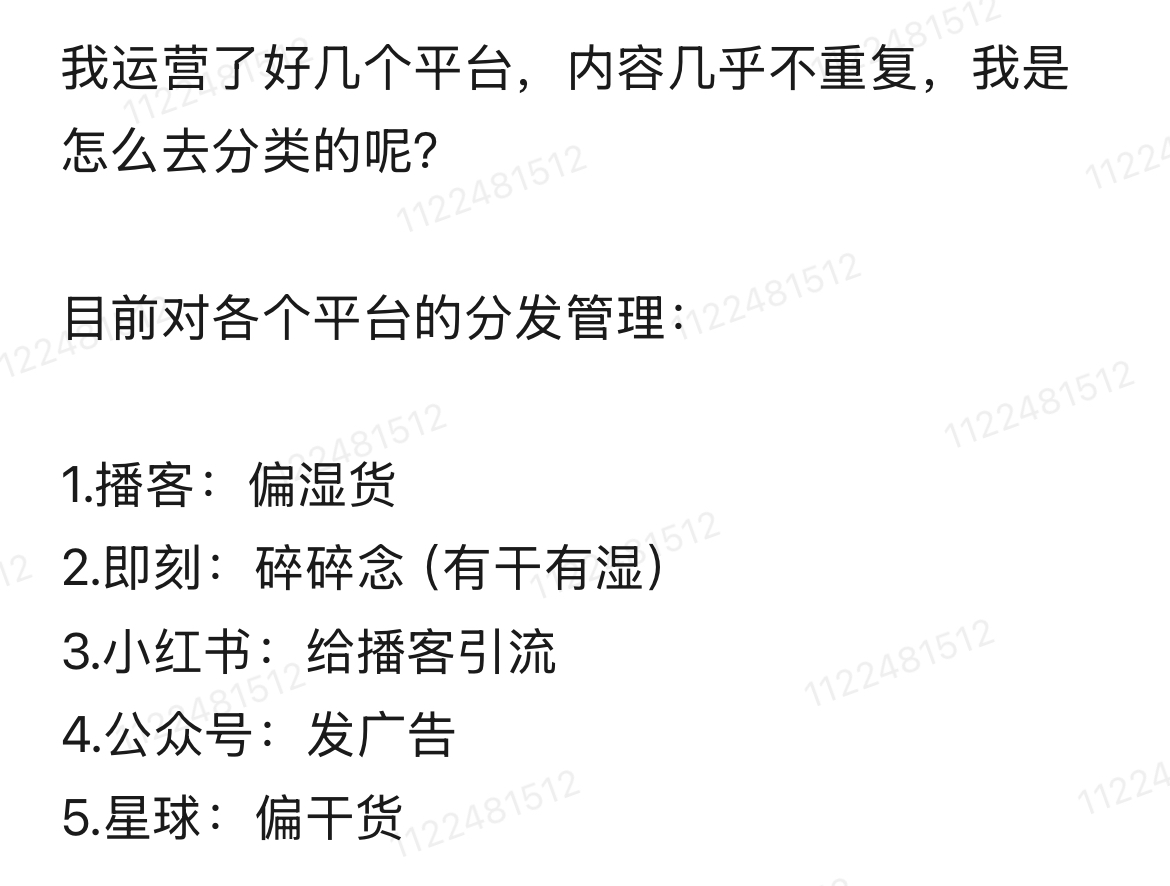 我运营了好几个平台，内容几乎不重复，我是
怎么去分类的呢？
目前对各个平台的分发管理：
1.播客：偏湿货
2.即刻：碎碎念（有干有湿）
3.小红书：给播客引流
4.公众号：发广告
5.星球：偏干货
1122481512